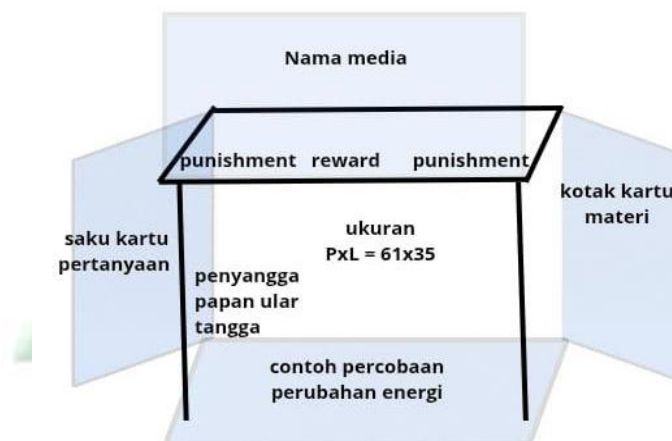 Nama media
punishment reward punishment
kotak kartu
materi
saku kartu
pertanyaan
ukuran
PxL = 61x35
penyangga
papan ular
tangga
contoh percobaan
perubahan energi